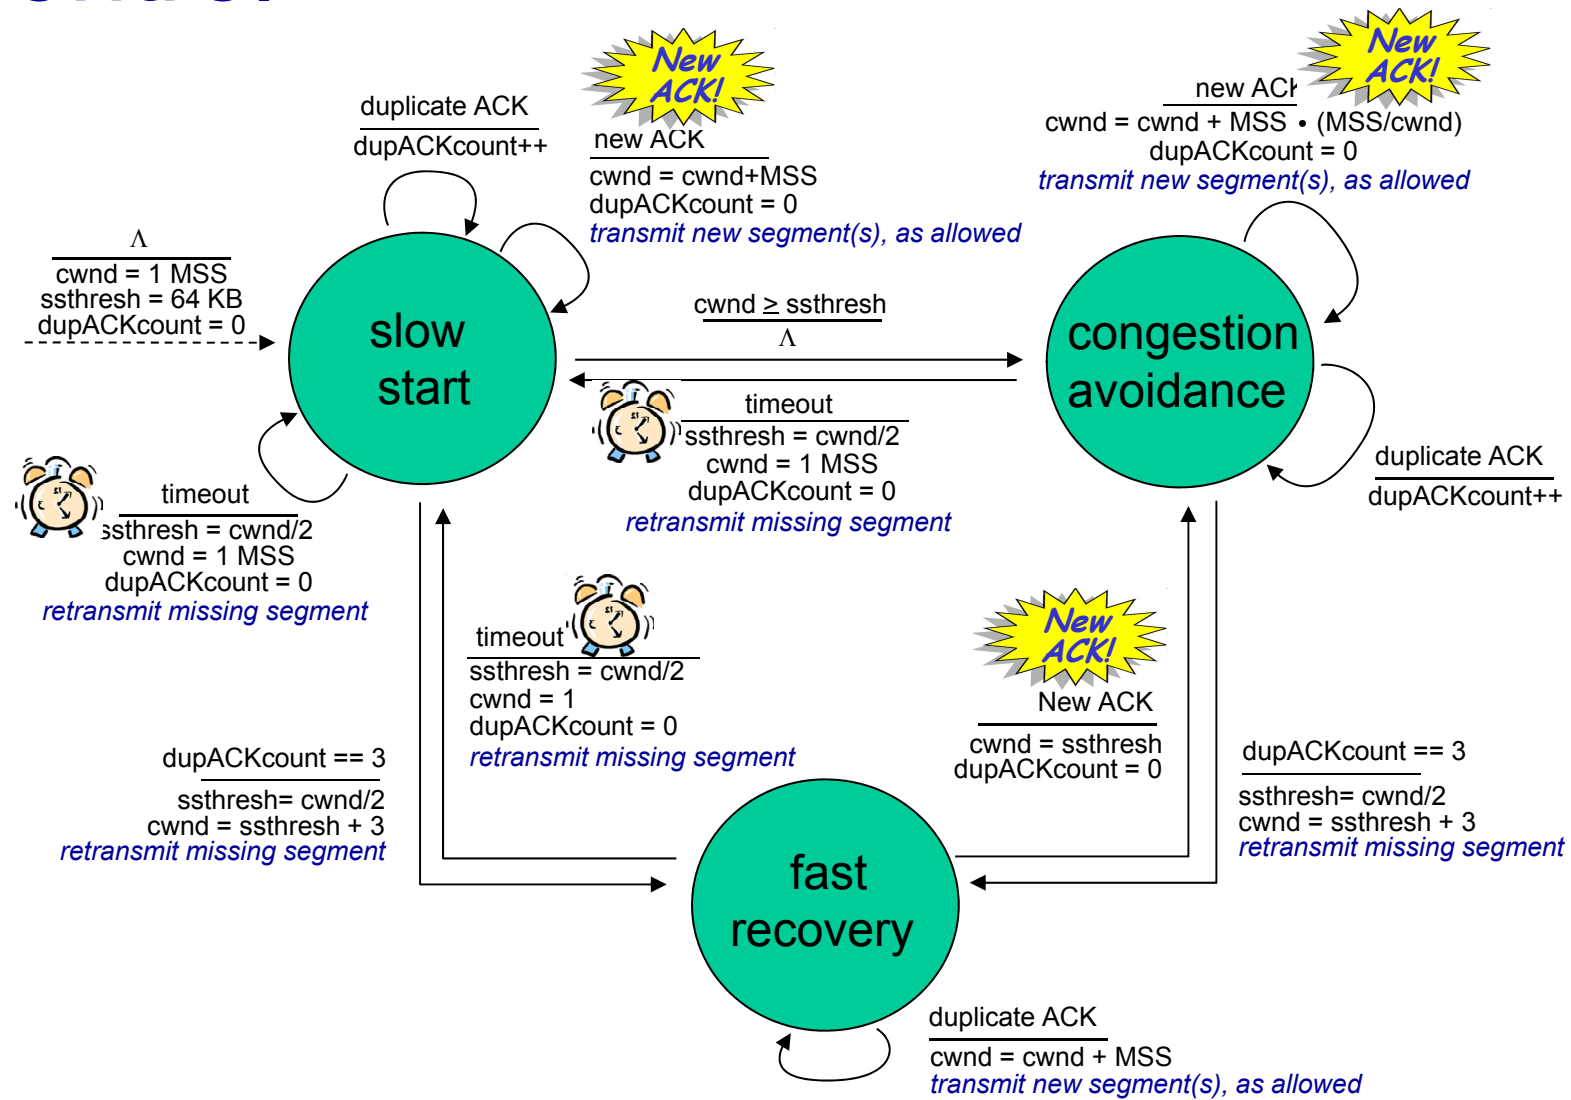 New
ACK!
duplicate ACK
dupACKcount++
new ACK
cwnd = cwnd+MSS
dupACKcount = 0
transmit new segment(s), as allowed
New
ACK!
new ACK
cwnd = cwnd + MSS • (MSS/cwnd)
dupACKcount = 0
transmit new segment(s), as allowed
Λ
cwnd = 1 MSS
ssthresh = 64 KB
dupACKcount = 0
slow
start
cwnd ≥ ssthresh
Λ
congestion
avoidance
timeout
ssthresh = cwnd/2
cwnd = 1 MSS
dupACKcount = 0
retransmit missing segment
duplicate ACK
dupACKcount++
timeout
ssthresh = cwnd/2
cwnd = 1 MSS
dupACKcount = 0
retransmit missing segment
timeout
ssthresh = cwnd/2
cwnd = 1
dupACKcount = 0
retransmit missing segment
New
ACK!
New ACK
cwnd = ssthresh
dupACKcount = 0
dupACKcount == 3
ssthresh= cwnd/2
cwnd = ssthresh + 3
retransmit missing segment
dupACKcount == 3
ssthresh= cwnd/2
cwnd = ssthresh + 3
retransmit missing segment
fast
recovery
duplicate ACK
cwnd = cwnd + MSS
transmit new segment(s), as allowed